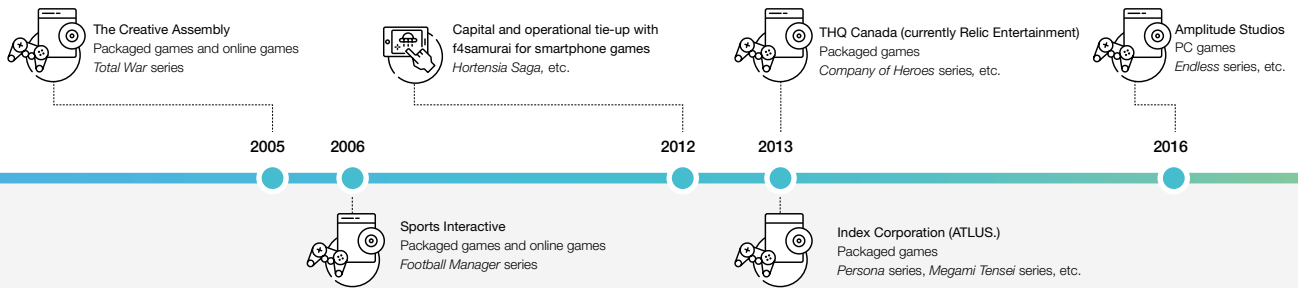 The Creative Assembly
Packaged games and online games
Total War series
Capital and operational tie-up with
f4samurai for smartphone games
Hortensia Saga, etc.
THQ Canada (currently Relic Entertainment)
Packaged games
Company of Heroes series, etc.
Amplitude Studios
PC games
Endless series, etc.
2005
2006
2012
2013
2016
Sports Interactive
Packaged games and online games
Football Manager series
Index Corporation (ATLUS.)
Packaged games
Persona series, Megami Tensei series, etc.